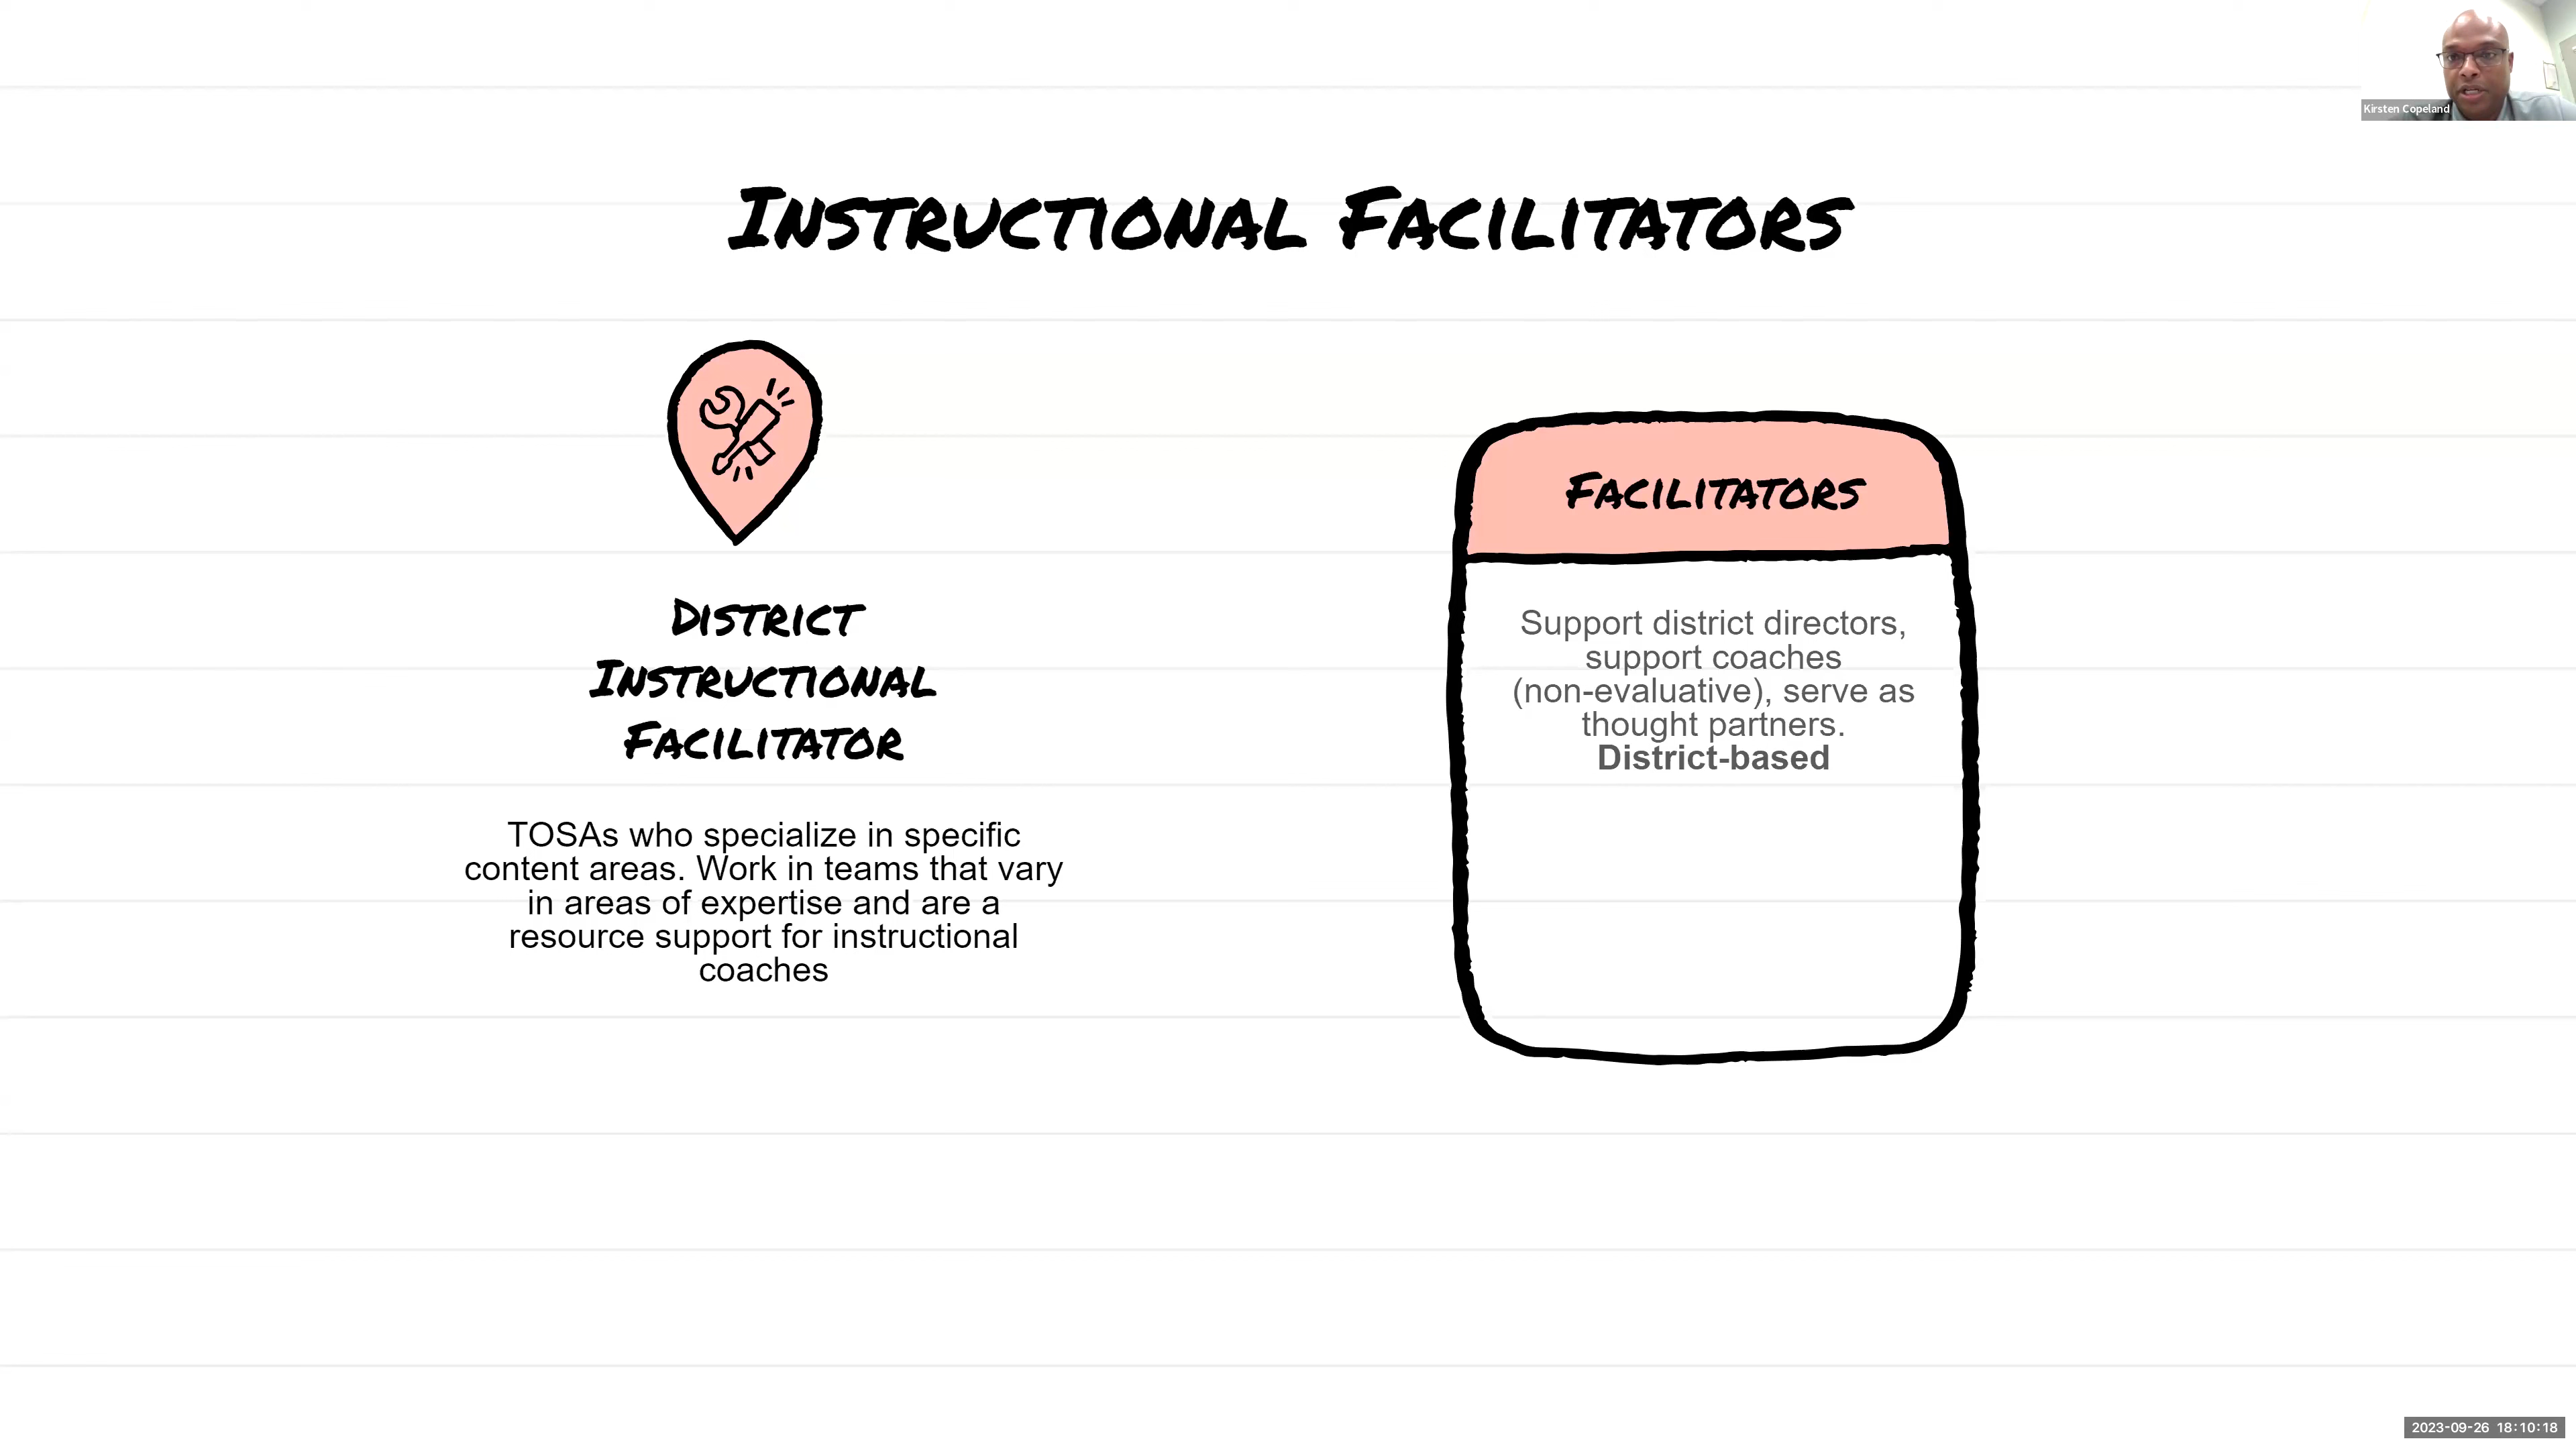 Kirsten Copeland
Instructional Facilitators
District
Instructional
Facilitator
TOSAs who specialize in specific
content areas. Work in teams that vary
in areas of expertise and are a
resource support for instructional
coaches
Facilitators
Support district directors,
support coaches
(non-evaluative), serve as
thought partners.
District-based
2023-09-26 18:10:18